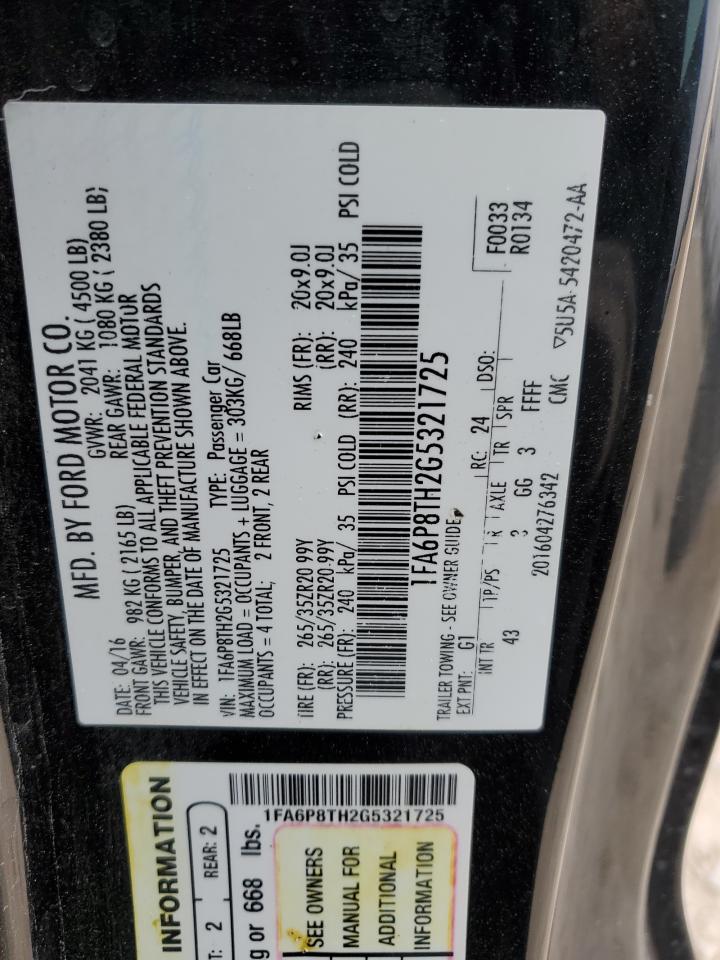 MFD. BY FORD MOTOR CO.
DATE: 04/16 GVWR: 2041 KG ( 4500 LB)
FRONT GAWR: 982 KG ( 2165 LB) REAR GAWR: 1080 KG ( 2380 LB)
THIS VEHICLE CONFORMS TO ALL APPLICABLE FEDERAL MOTOR
VEHICLE SAFETY, BUMPER, AND THEFT PREVENTION STANDARDS
IN EFFECT ON THE DATE OF MANUFACTURE SHOWN ABOVE.
VIN: 1FA6P8TH2G5321725 TYPE: Passenger Car
MAXIMUM LOAD = OCCUPANTS + LUGGAGE = 303KG/ 668LB
OCCUPANTS = 4 TOTAL; 2 FRONT, 2 REAR
TIRE (FR): 265/35ZR20 99Y RIMS (FR): 20x9.0J
(RR): 265/35ZR20 99Y (RR): 20x9.0J
PRESSURE (FR): 240 kPa/ 35 PSI COLD (RR): 240 kPa/ 35 PSI COLD
1FA6P8TH2G5321725
TRAILER TOWING - SEE OWNER GUIDE
EXT PNT: G1 RC: 24 DSO: F0033
R0134
INT TR TP/PS R AXLE TR SPR
43 3 GG 3 FFFF
201604276342 CMC ▽5U5A-5420472-AA
INFORMATION
T: 2 REAR: 2
g or 668 lbs.
1FA6P8TH2G5321725
SEE OWNERS
MANUAL FOR
ADDITIONAL
INFORMATION